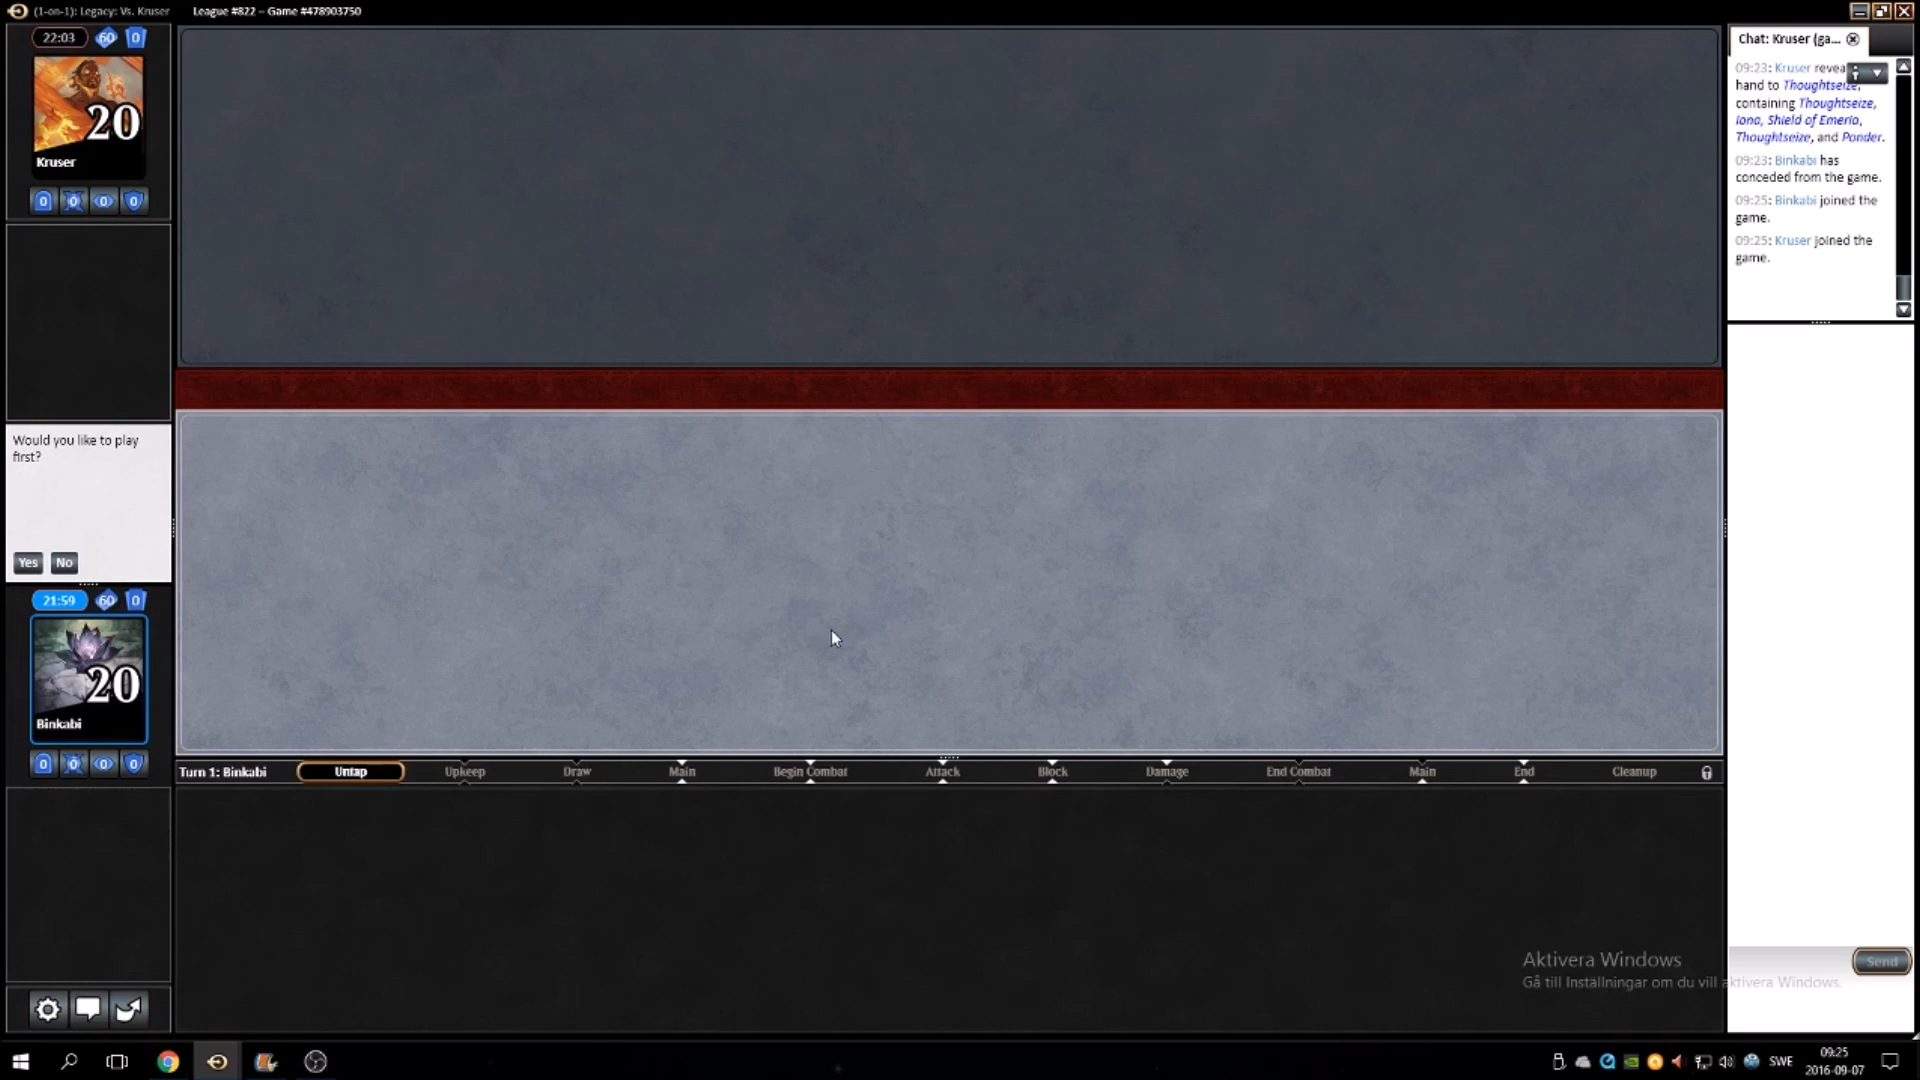 (1-on-1): Legacy: Vs. Kruser League #822 – Game #478903750
22:03 60 0
20
Kruser
0 0 0 0
Would you like to play
first?
Yes No
21:59 60 0
20
Binkabi
0 0 0 0
Turn 1: Binkabi Untap Upkeep Draw Main Begin Combat Attack Block Damage End Combat Main End Cleanup
Chat: Kruser (ga...
09:23: Kruser revea
hand to Thoughtseize,
containing Thoughtseize,
Iona, Shield of Emeria,
Thoughtseize, and Ponder.
09:23: Binkabi has
conceded from the game.
09:25: Binkabi joined the
game.
09:25: Kruser joined the
game.
Send
Aktivera Windows
Gå till Inställningar om du vill aktivera Windows.
SWE
09:25
2016-09-07